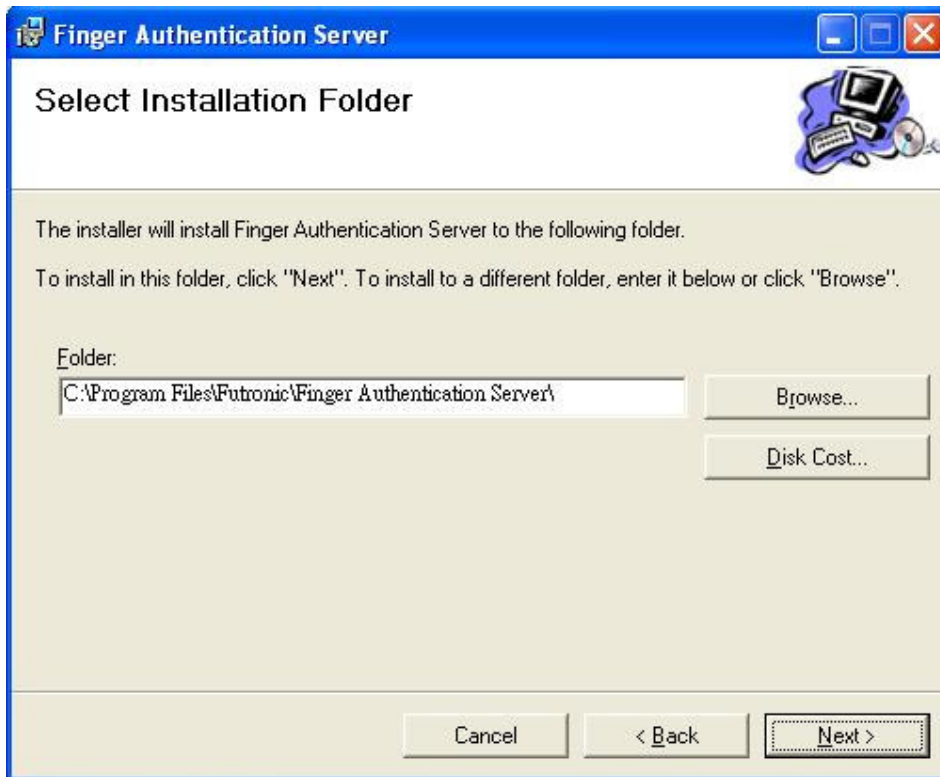 Finger Authentication Server
Select Installation Folder
The installer will install Finger Authentication Server to the following folder.
To install in this folder, click "Next". To install to a different folder, enter it below or click "Browse".
Folder:
C:\Program Files\Futronic\Finger Authentication Server\
Browse...
Disk Cost...
Cancel
< Back
Next >